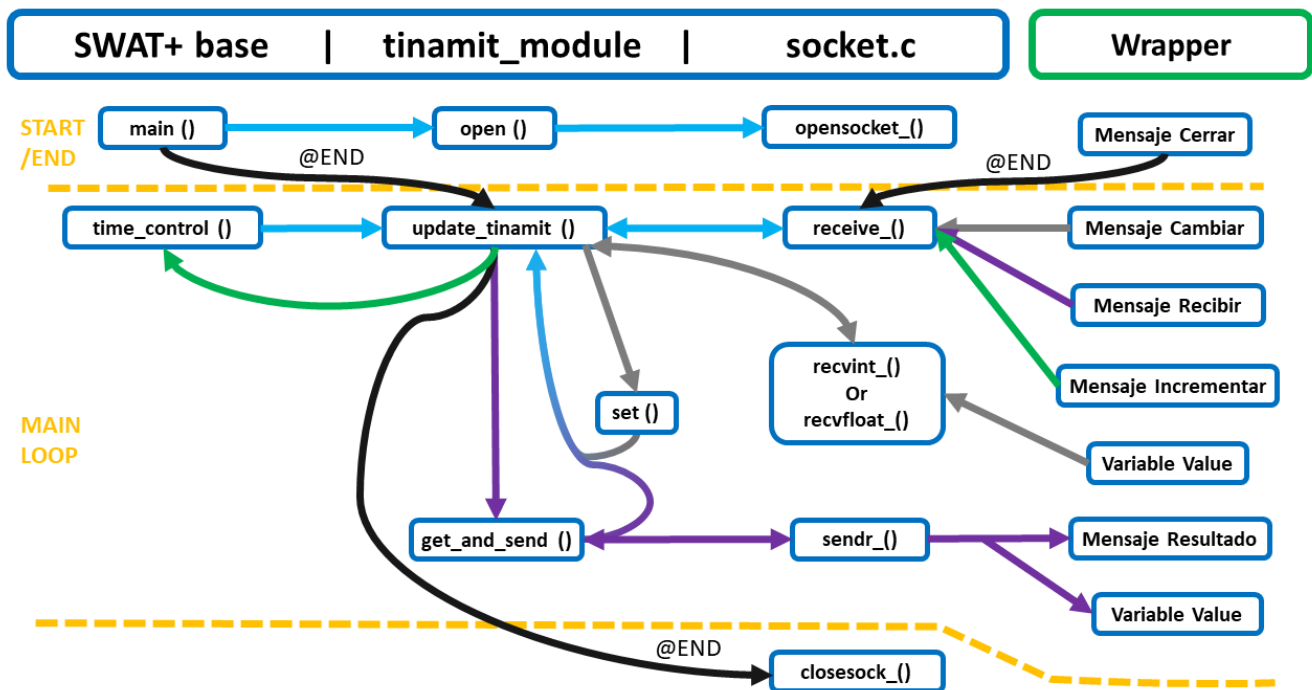 SWAT+ base | tinamit_module | socket.c
Wrapper
START
/END
main ()
open ()
opensocket_()
Mensaje Cerrar
@END
@END
time_control ()
update_tinamit ()
receive_()
Mensaje Cambiar
Mensaje Recibir
MAIN
LOOP
set ()
recvint_()
Or
recvfloat_()
Mensaje Incrementar
Variable Value
get_and_send ()
sendr_()
Mensaje Resultado
Variable Value
@END
closesock_()